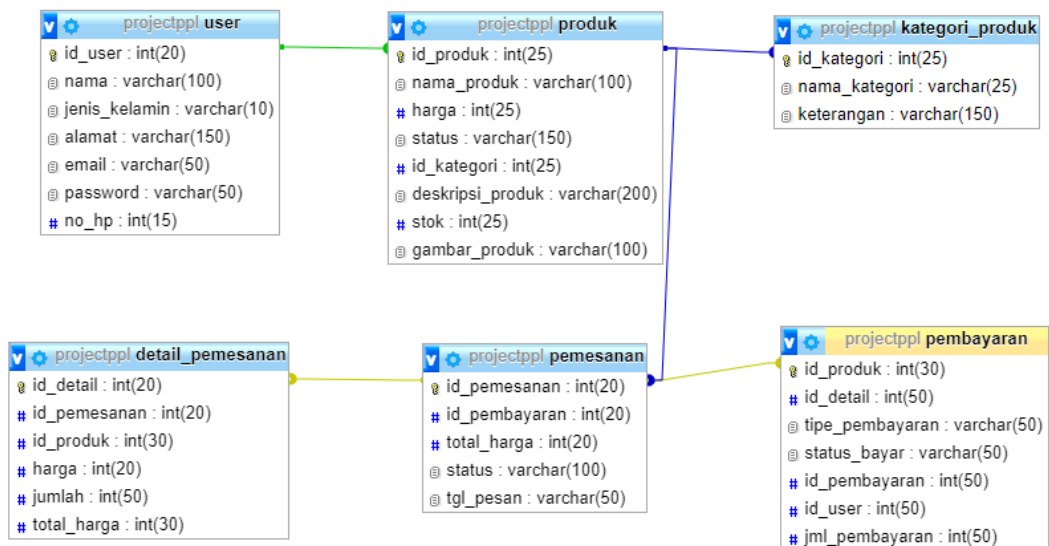 projectppl user
id_user : int(20)
nama : varchar(100)
jenis_kelamin : varchar(10)
alamat : varchar(150)
email : varchar(50)
password : varchar(50)
# no_hp : int(15)
projectppl produk
id_produk : int(25)
nama_produk : varchar(100)
# harga : int(25)
status : varchar(150)
# id_kategori : int(25)
deskripsi_produk : varchar(200)
# stok : int(25)
gambar_produk : varchar(100)
projectppl kategori_produk
id_kategori : int(25)
nama_kategori : varchar(25)
keterangan : varchar(150)
projectppl detail_pemesanan
id_detail : int(20)
# id_pemesanan : int(20)
# id_produk : int(30)
# harga : int(20)
# jumlah : int(50)
# total_harga : int(30)
projectppl pemesanan
id_pemesanan : int(20)
# id_pembayaran : int(20)
# total_harga : int(20)
status : varchar(100)
tgl_pesan : varchar(50)
projectppl pembayaran
id_produk : int(30)
# id_detail : int(50)
tipe_pembayaran : varchar(50)
status_bayar : varchar(50)
# id_pembayaran : int(50)
# id_user : int(50)
# jml_pembayaran : int(50)